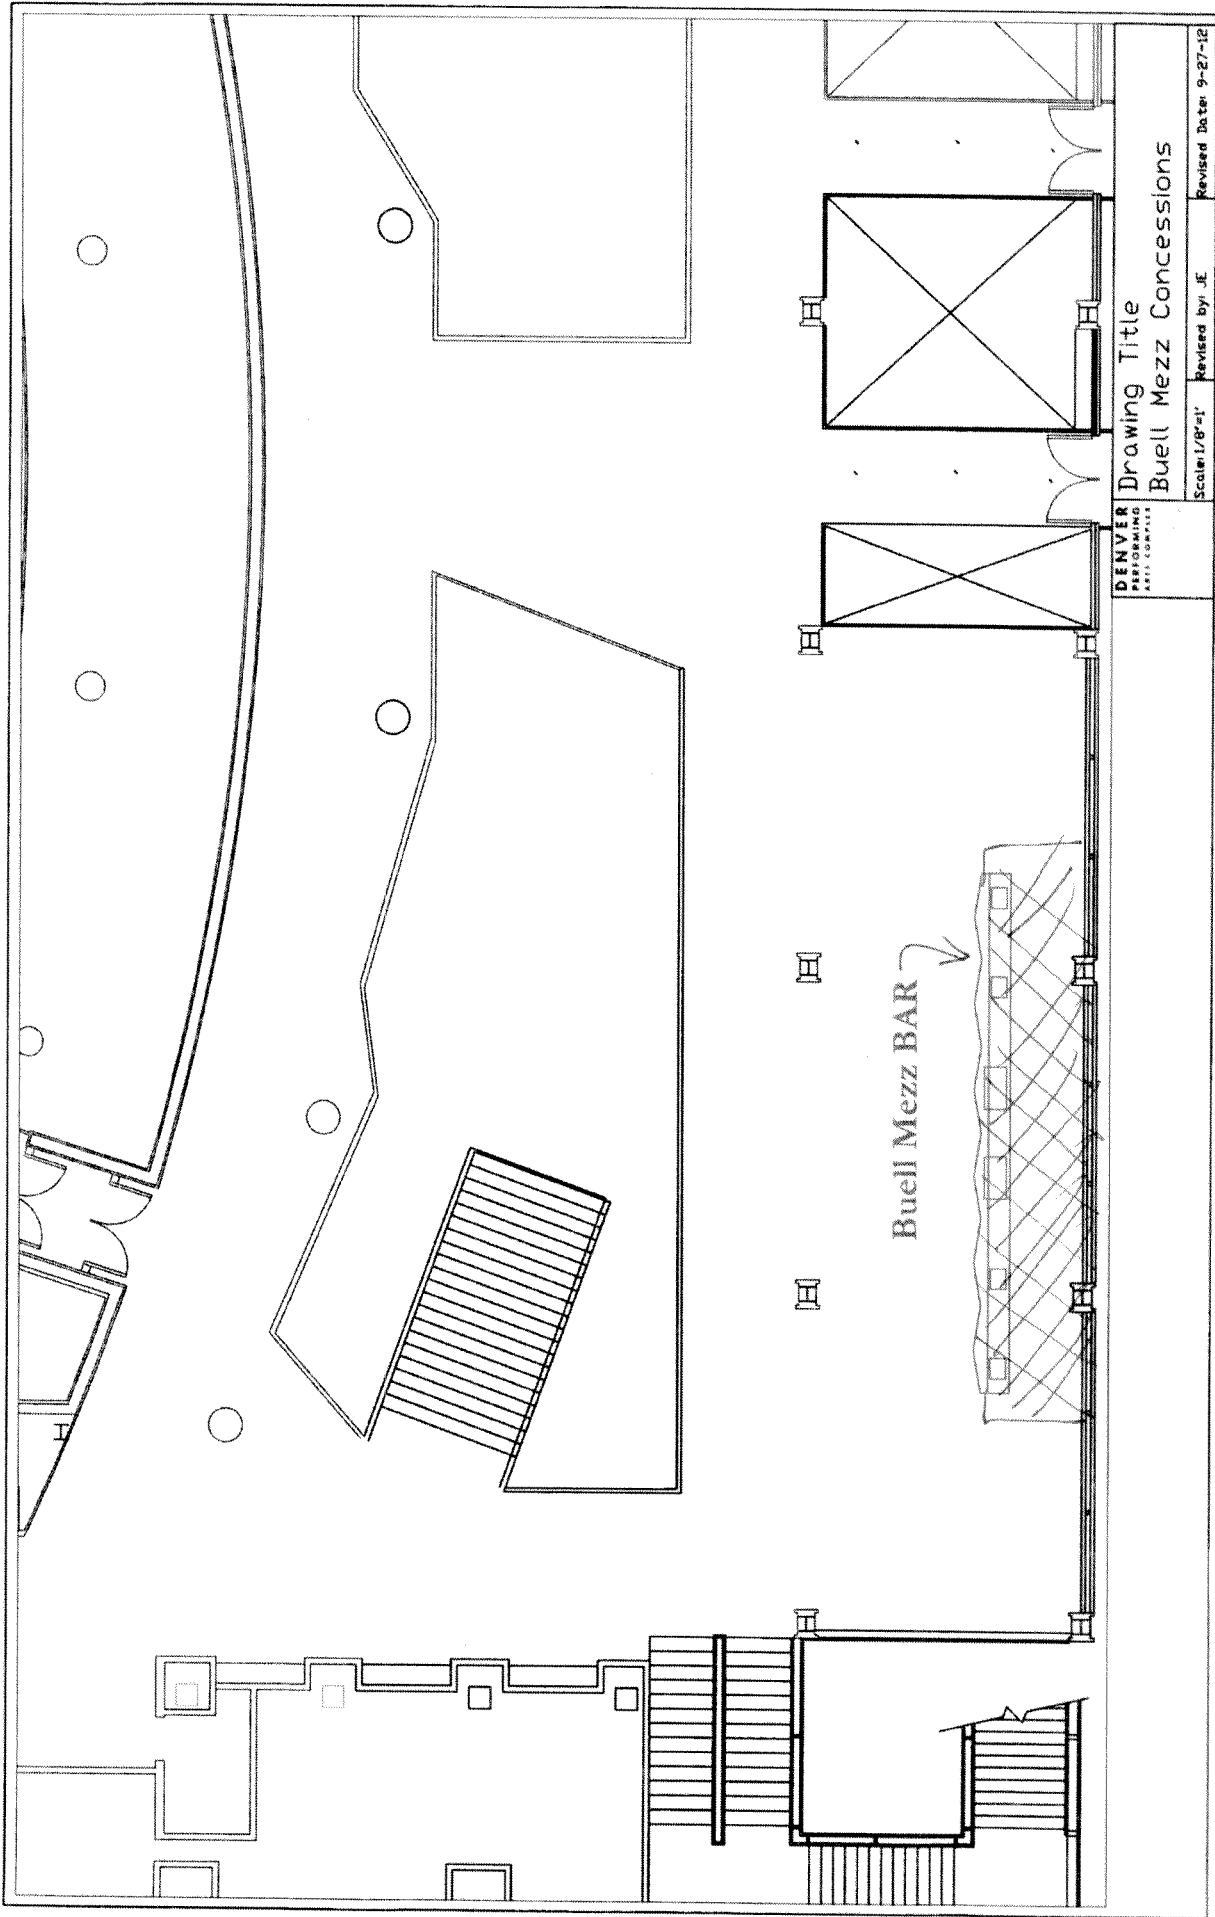 Buell Mezz BAR
DENVER
PERFORMING
ARTS COMPLEX
Drawing Title
Buell Mezz Concessions
Scale:1/8"=1'
Revised by: JE
Revised Date: 9-27-12